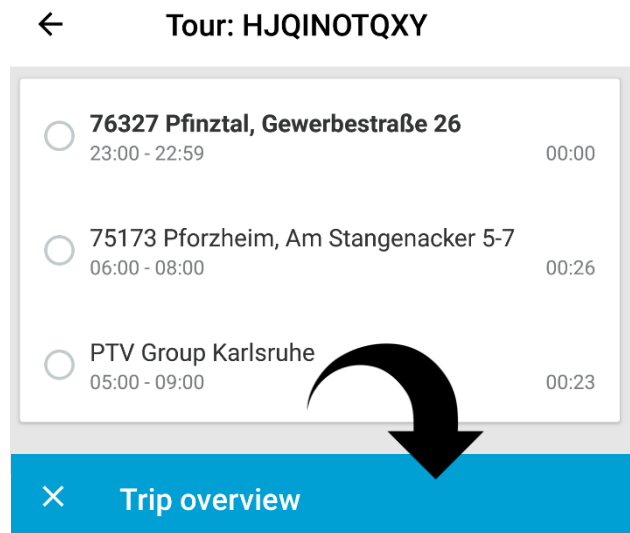 Tour: HJQINOTQXY
76327 Pfinztal, Gewerbestraße 26
23:00 - 22:59 00:00
75173 Pforzheim, Am Stangenacker 5-7
06:00 - 08:00 00:26
PTV Group Karlsruhe
05:00 - 09:00 00:23
Trip overview